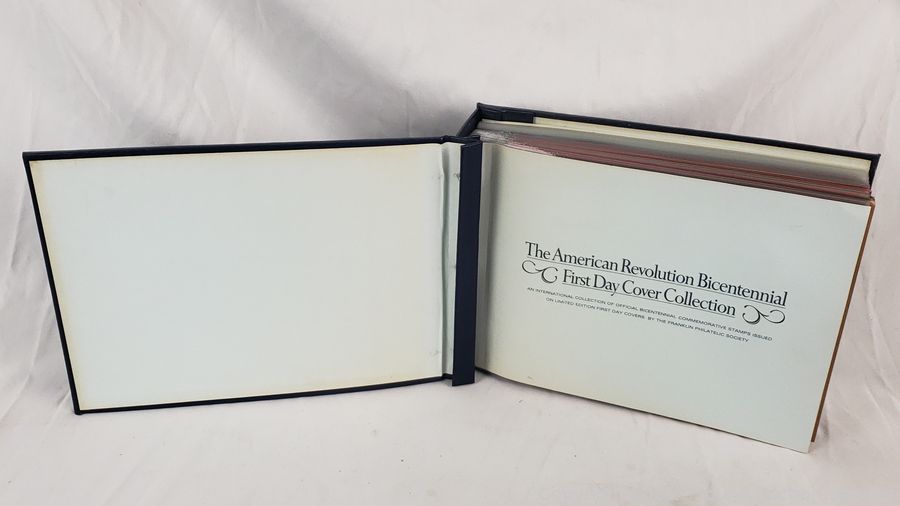 The American Revolution Bicentennial
First Day Cover Collection
AN INTERNATIONAL COLLECTION OF OFFICIAL BICENTENNIAL COMMEMORATIVE STAMPS ISSUED
ON LIMITED EDITION FIRST DAY COVERS BY THE FRANKLIN PHILATELIC SOCIETY